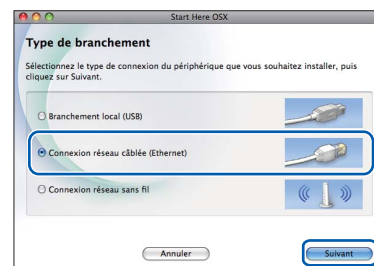 Start Here OSX
Type de branchement
Sélectionnez le type de connexion du périphérique que vous souhaitez installer, puis
cliquez sur Suivant.
Branchement local (USB)
Connexion réseau câblée (Ethernet)
Connexion réseau sans fil
Annuler
Suivant